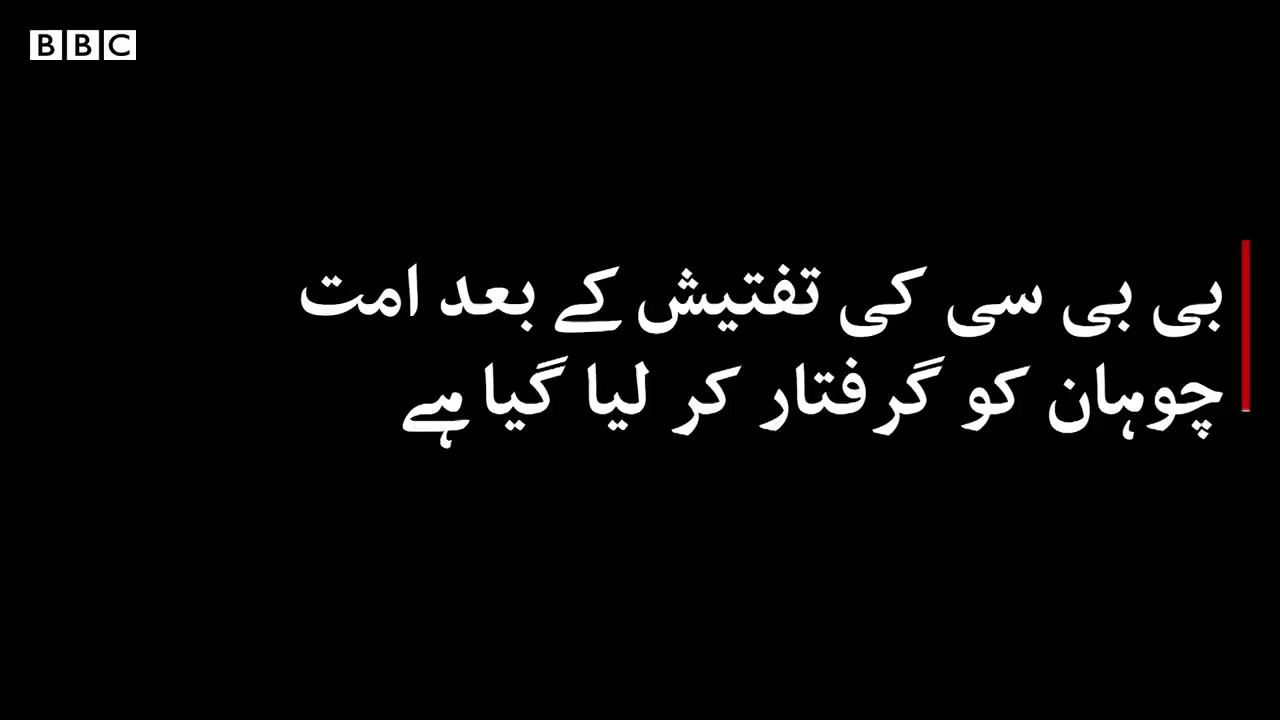 BBC
بی بی سی کی تفتیش کے بعد امت
چوہان کو گرفتار کر لیا گیا ہے